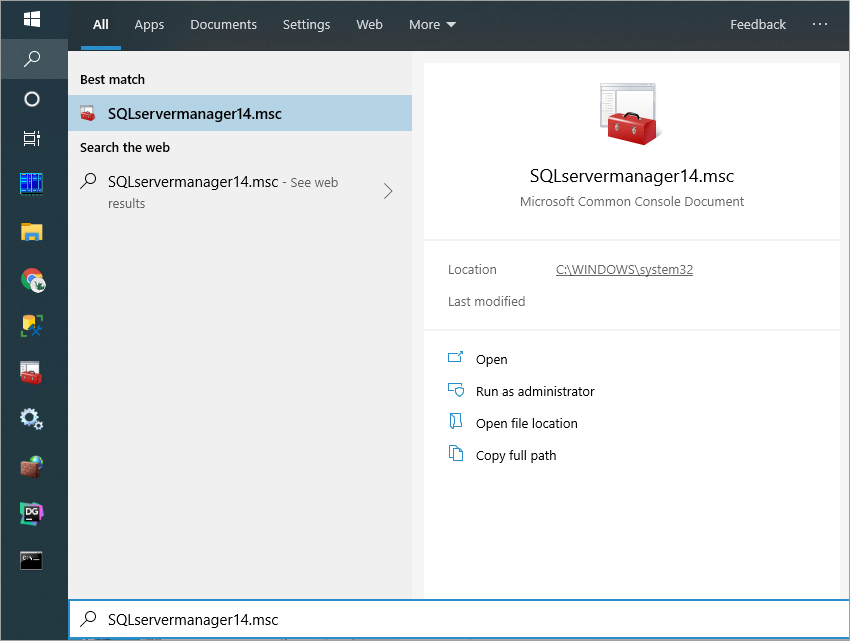 All Apps Documents Settings Web More Feedback ...
Best match
SQLservermanager14.msc
Search the web
SQLservermanager14.msc - See web
results
SQLservermanager14.msc
Microsoft Common Console Document
Location C:\WINDOWS\system32
Last modified
Open
Run as administrator
Open file location
Copy full path
DG
SQLservermanager14.msc